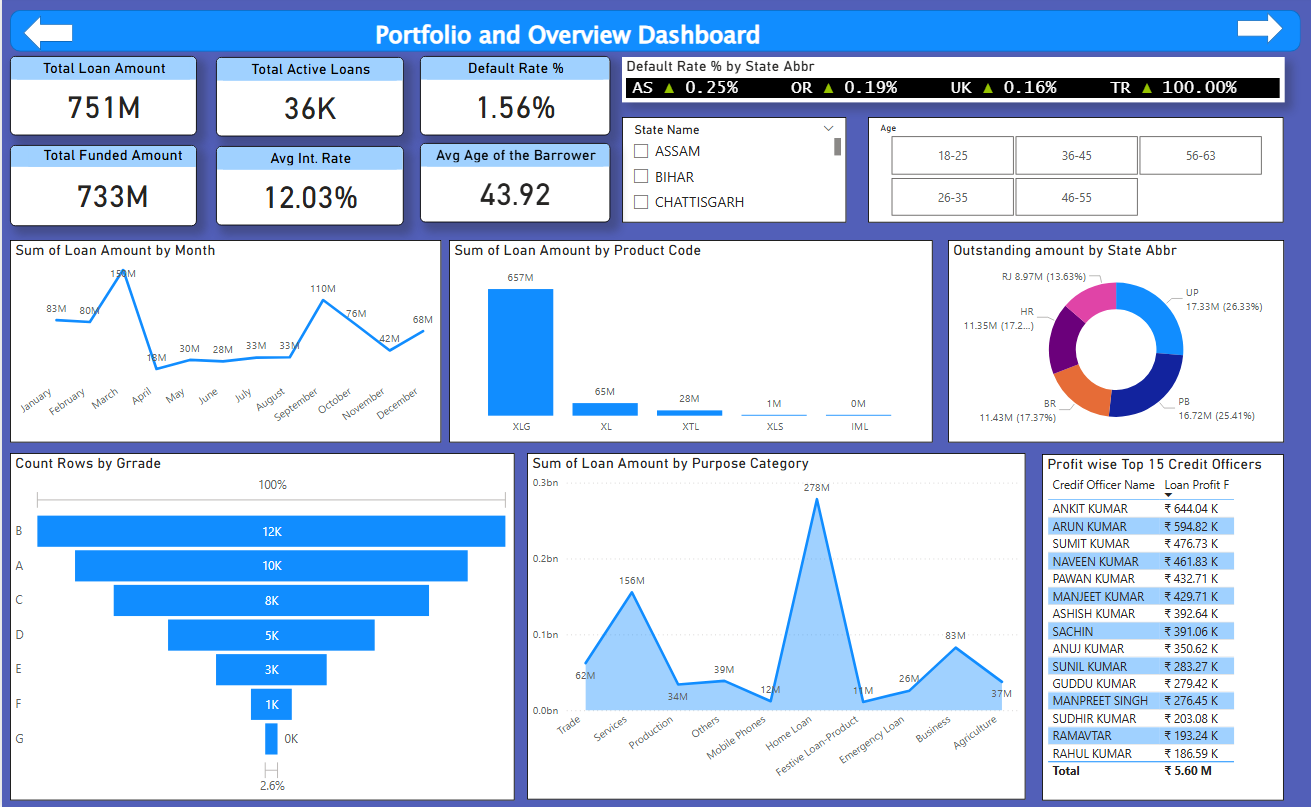 Portfolio and Overview Dashboard
Total Loan Amount
751M
Total Active Loans
36K
Default Rate %
1.56%
Total Funded Amount
733M
Avg Int. Rate
12.03%
Avg Age of the Barrower
43.92
Default Rate % by State Abbr
AS ▲ 0.25% OR ▲ 0.19% UK ▲ 0.16% TR ▲ 100.00%
State Name
ASSAM
BIHAR
CHATTISGARH
Age
18-25 36-45 56-63
26-35 46-55
Sum of Loan Amount by Month
83M 80M 150M 18M 30M 28M 33M 33M 110M 76M 42M 68M
January February March April May June July August September October November December
Sum of Loan Amount by Product Code
657M 65M 28M 1M 0M
XLG XL XTL XLS IML
Outstanding amount by State Abbr
RJ 8.97M (13.63%)
UP
17.33M (26.33%)
HR
11.35M (17.2...)
BR
11.43M (17.37%)
PB
16.72M (25.41%)
Count Rows by Grrade
100%
B 12K
A 10K
C 8K
D 5K
E 3K
F 1K
G 0K
2.6%
Sum of Loan Amount by Purpose Category
0.3bn
0.2bn
0.1bn
0.0bn
62M 156M 34M 39M 12M 278M 11M 26M 83M 37M
Trade Services Production Others Mobile Phones Home Loan Festive Loan-Product Emergency Loan Business Agriculture
Profit wise Top 15 Credit Officers
Credif Officer Name Loan Profit F
ANKIT KUMAR ₹ 644.04 K
ARUN KUMAR ₹ 594.82 K
SUMIT KUMAR ₹ 476.73 K
NAVEEN KUMAR ₹ 461.83 K
PAWAN KUMAR ₹ 432.71 K
MANJEET KUMAR ₹ 429.71 K
ASHISH KUMAR ₹ 392.64 K
SACHIN ₹ 391.06 K
ANUJ KUMAR ₹ 350.62 K
SUNIL KUMAR ₹ 283.27 K
GUDDU KUMAR ₹ 279.42 K
MANPREET SINGH ₹ 276.45 K
SUDHIR KUMAR ₹ 203.08 K
RAMAVTAR ₹ 193.24 K
RAHUL KUMAR ₹ 186.59 K
Total ₹ 5.60 M